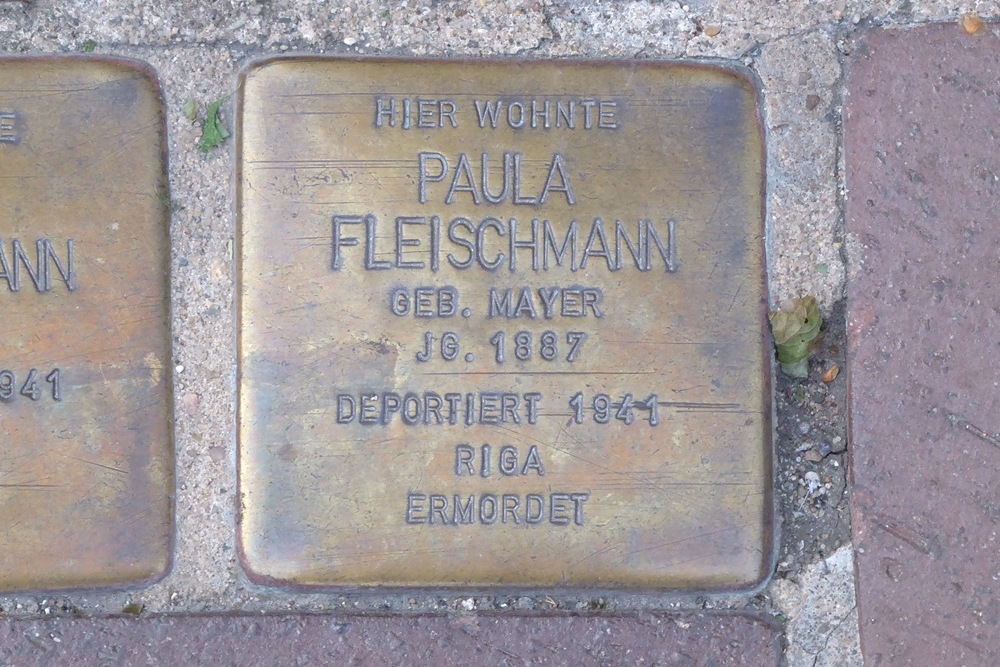 HIER WOHNTE
PAULA
FLEISCHMANN
GEB. MAYER
JG. 1887
DEPORTIERT 1941
RIGA
ERMORDET